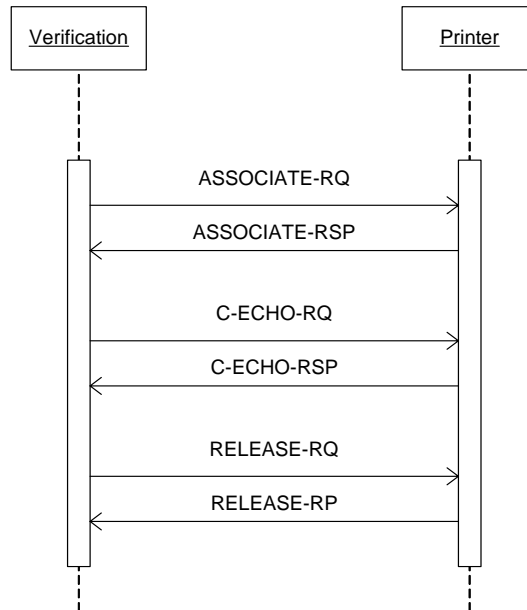 Verification
Printer
ASSOCIATE-RQ
ASSOCIATE-RSP
C-ECHO-RQ
C-ECHO-RSP
RELEASE-RQ
RELEASE-RP